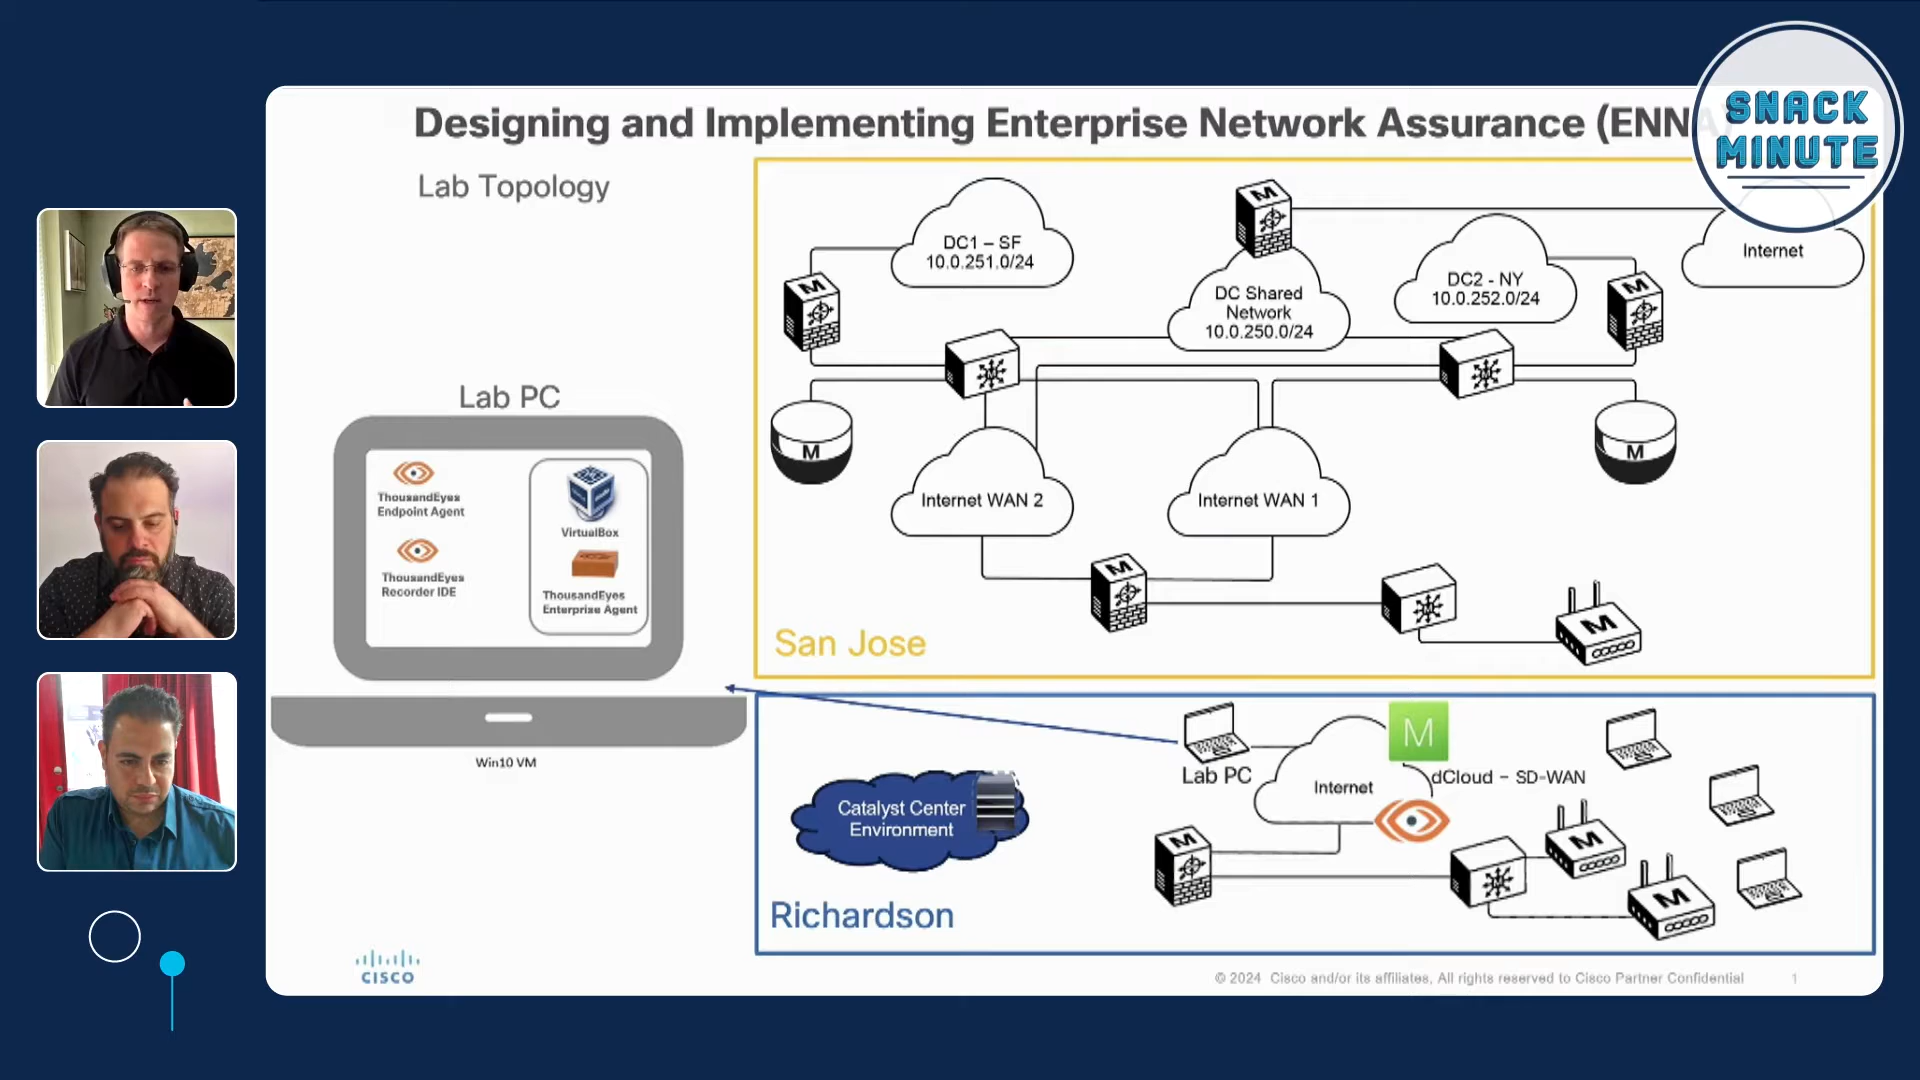 SNACK
MINUTE
Designing and Implementing Enterprise Network Assurance (ENNA)
Lab Topology
DC1 – SF
10.0.251.0/24
M
DC Shared
Network
10.0.250.0/24
DC2 - NY
10.0.252.0/24
Internet
M
M
M
M
Internet WAN 2
Internet WAN 1
M
M
San Jose
Lab PC
ThousandEyes
Endpoint Agent
ThousandEyes
Recorder IDE
VirtualBox
ThousandEyes
Enterprise Agent
Win10 VM
Lab PC
Internet
M
dCloud – SD-WAN
Catalyst Center
Environment
M
M
M
Richardson
CISCO
© 2024 Cisco and/or its affiliates, All rights reserved to Cisco Partner Confidential
1